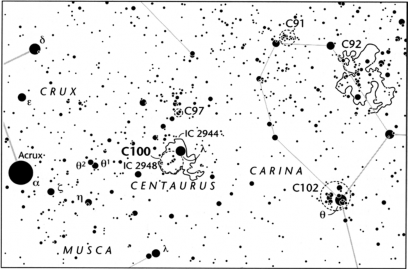 C91
δ
C92
CRUX
ε
C97
IC 2944
C100
λ
Acrux
θ² θ¹
IC 2948
CARINA
α
ζ
CENTAURUS
C102
η
θ
MUSCA
λ